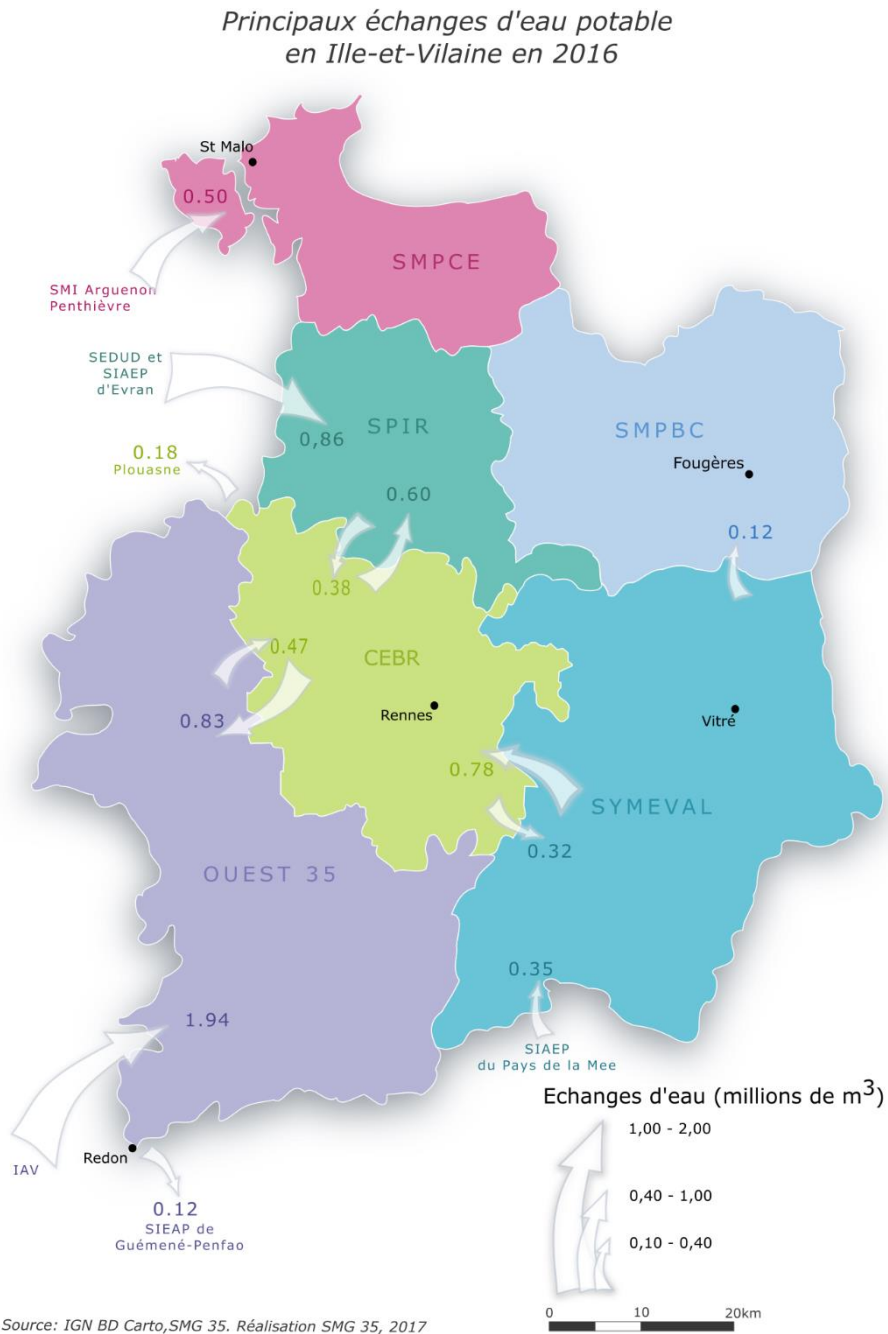 Principaux échanges d'eau potable
en Ille-et-Vilaine en 2016
St Malo
0.50
SMPCE
SMI Arguenon
Penthièvre
SEDUD et
SIAEP
d'Evran
SPIR
0,86
SMPBC
Fougères
0.18
Plouasne
0.60
0.12
0.38
0.47
CEBR
0.83
Rennes
Vitré
0.78
SYMEVAL
0.32
OUEST 35
0.35
1.94
SIAEP
du Pays de la Mee
IAV
Redon
0.12
SIEAP de
Guémené-Penfao
Echanges d'eau (millions de m³)
1,00 - 2,00
0,40 - 1,00
0,10 - 0,40
0 10 20km
Source: IGN BD Carto,SMG 35. Réalisation SMG 35, 2017